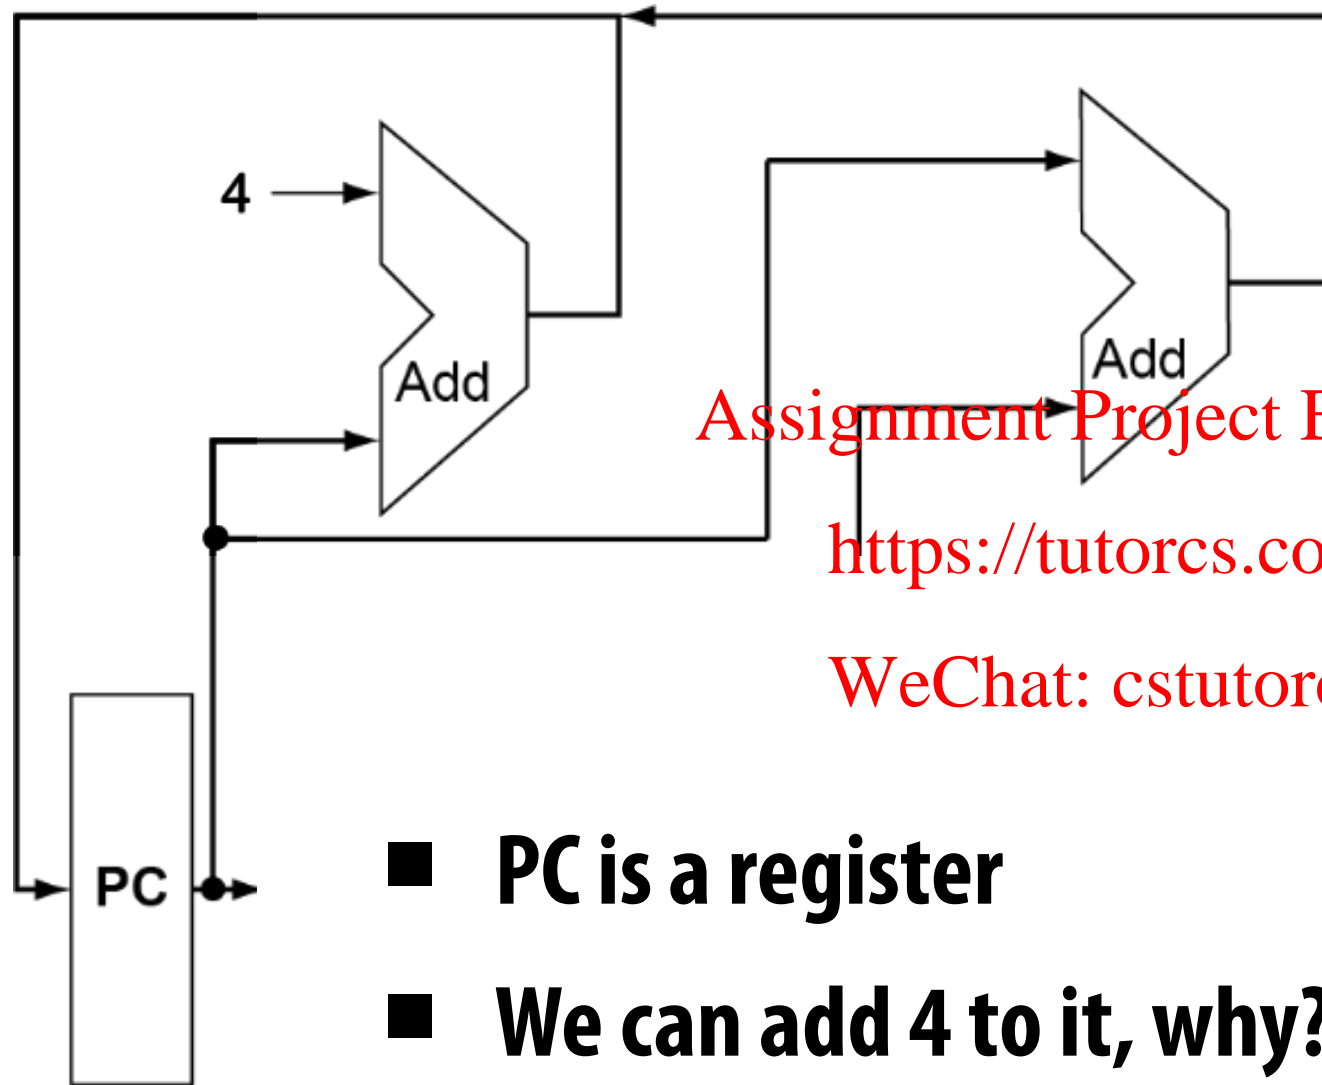 4
Add
Add
Assignment Project E
https://tutorcs.co
WeChat: cstutorc
PC
■ PC is a register
■ We can add 4 to it, why?